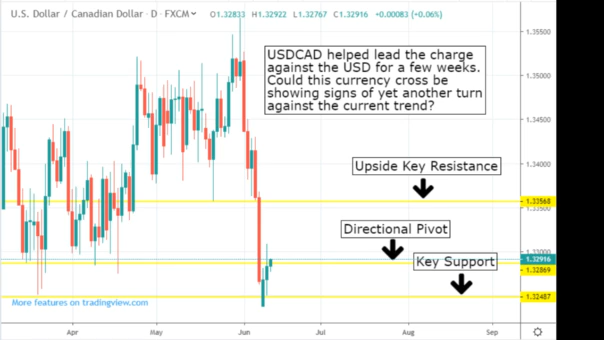 U.S. Dollar / Canadian Dollar · D · FXCM
O1.32833 H1.32922 L1.32767 C1.32916 +0.00083 (+0.06%)
1.35500
USDCAD helped lead the charge
against the USD for a few weeks.
Could this currency cross be
showing signs of yet another turn
against the current trend?
1.35000
1.34500
1.34000
Upside Key Resistance
1.33568
1.33500
Directional Pivot
1.33000
1.32916
Key Support
1.32869
1.32487
More features on tradingview.com
Apr May Jun Jul Aug Sep